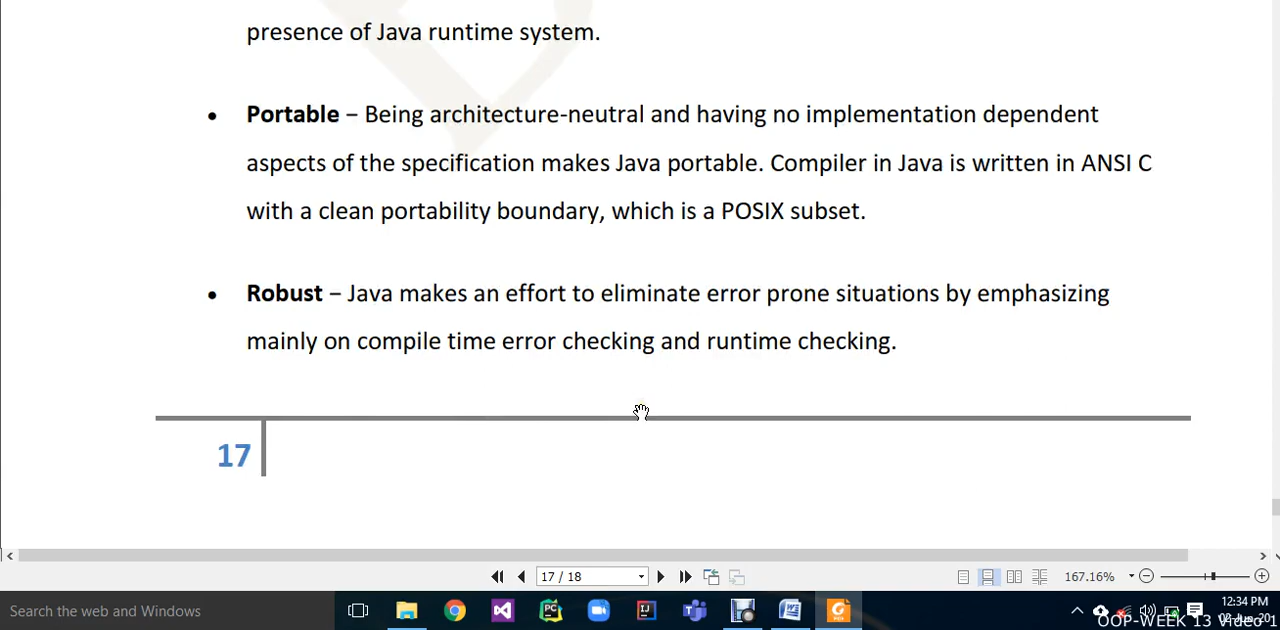 presence of Java runtime system.
• Portable – Being architecture-neutral and having no implementation dependent
aspects of the specification makes Java portable. Compiler in Java is written in ANSI C
with a clean portability boundary, which is a POSIX subset.
• Robust – Java makes an effort to eliminate error prone situations by emphasizing
mainly on compile time error checking and runtime checking.
17
17 / 18
167.16%
Search the web and Windows
12:34 PM
OOP-WEEK 13 Video 1